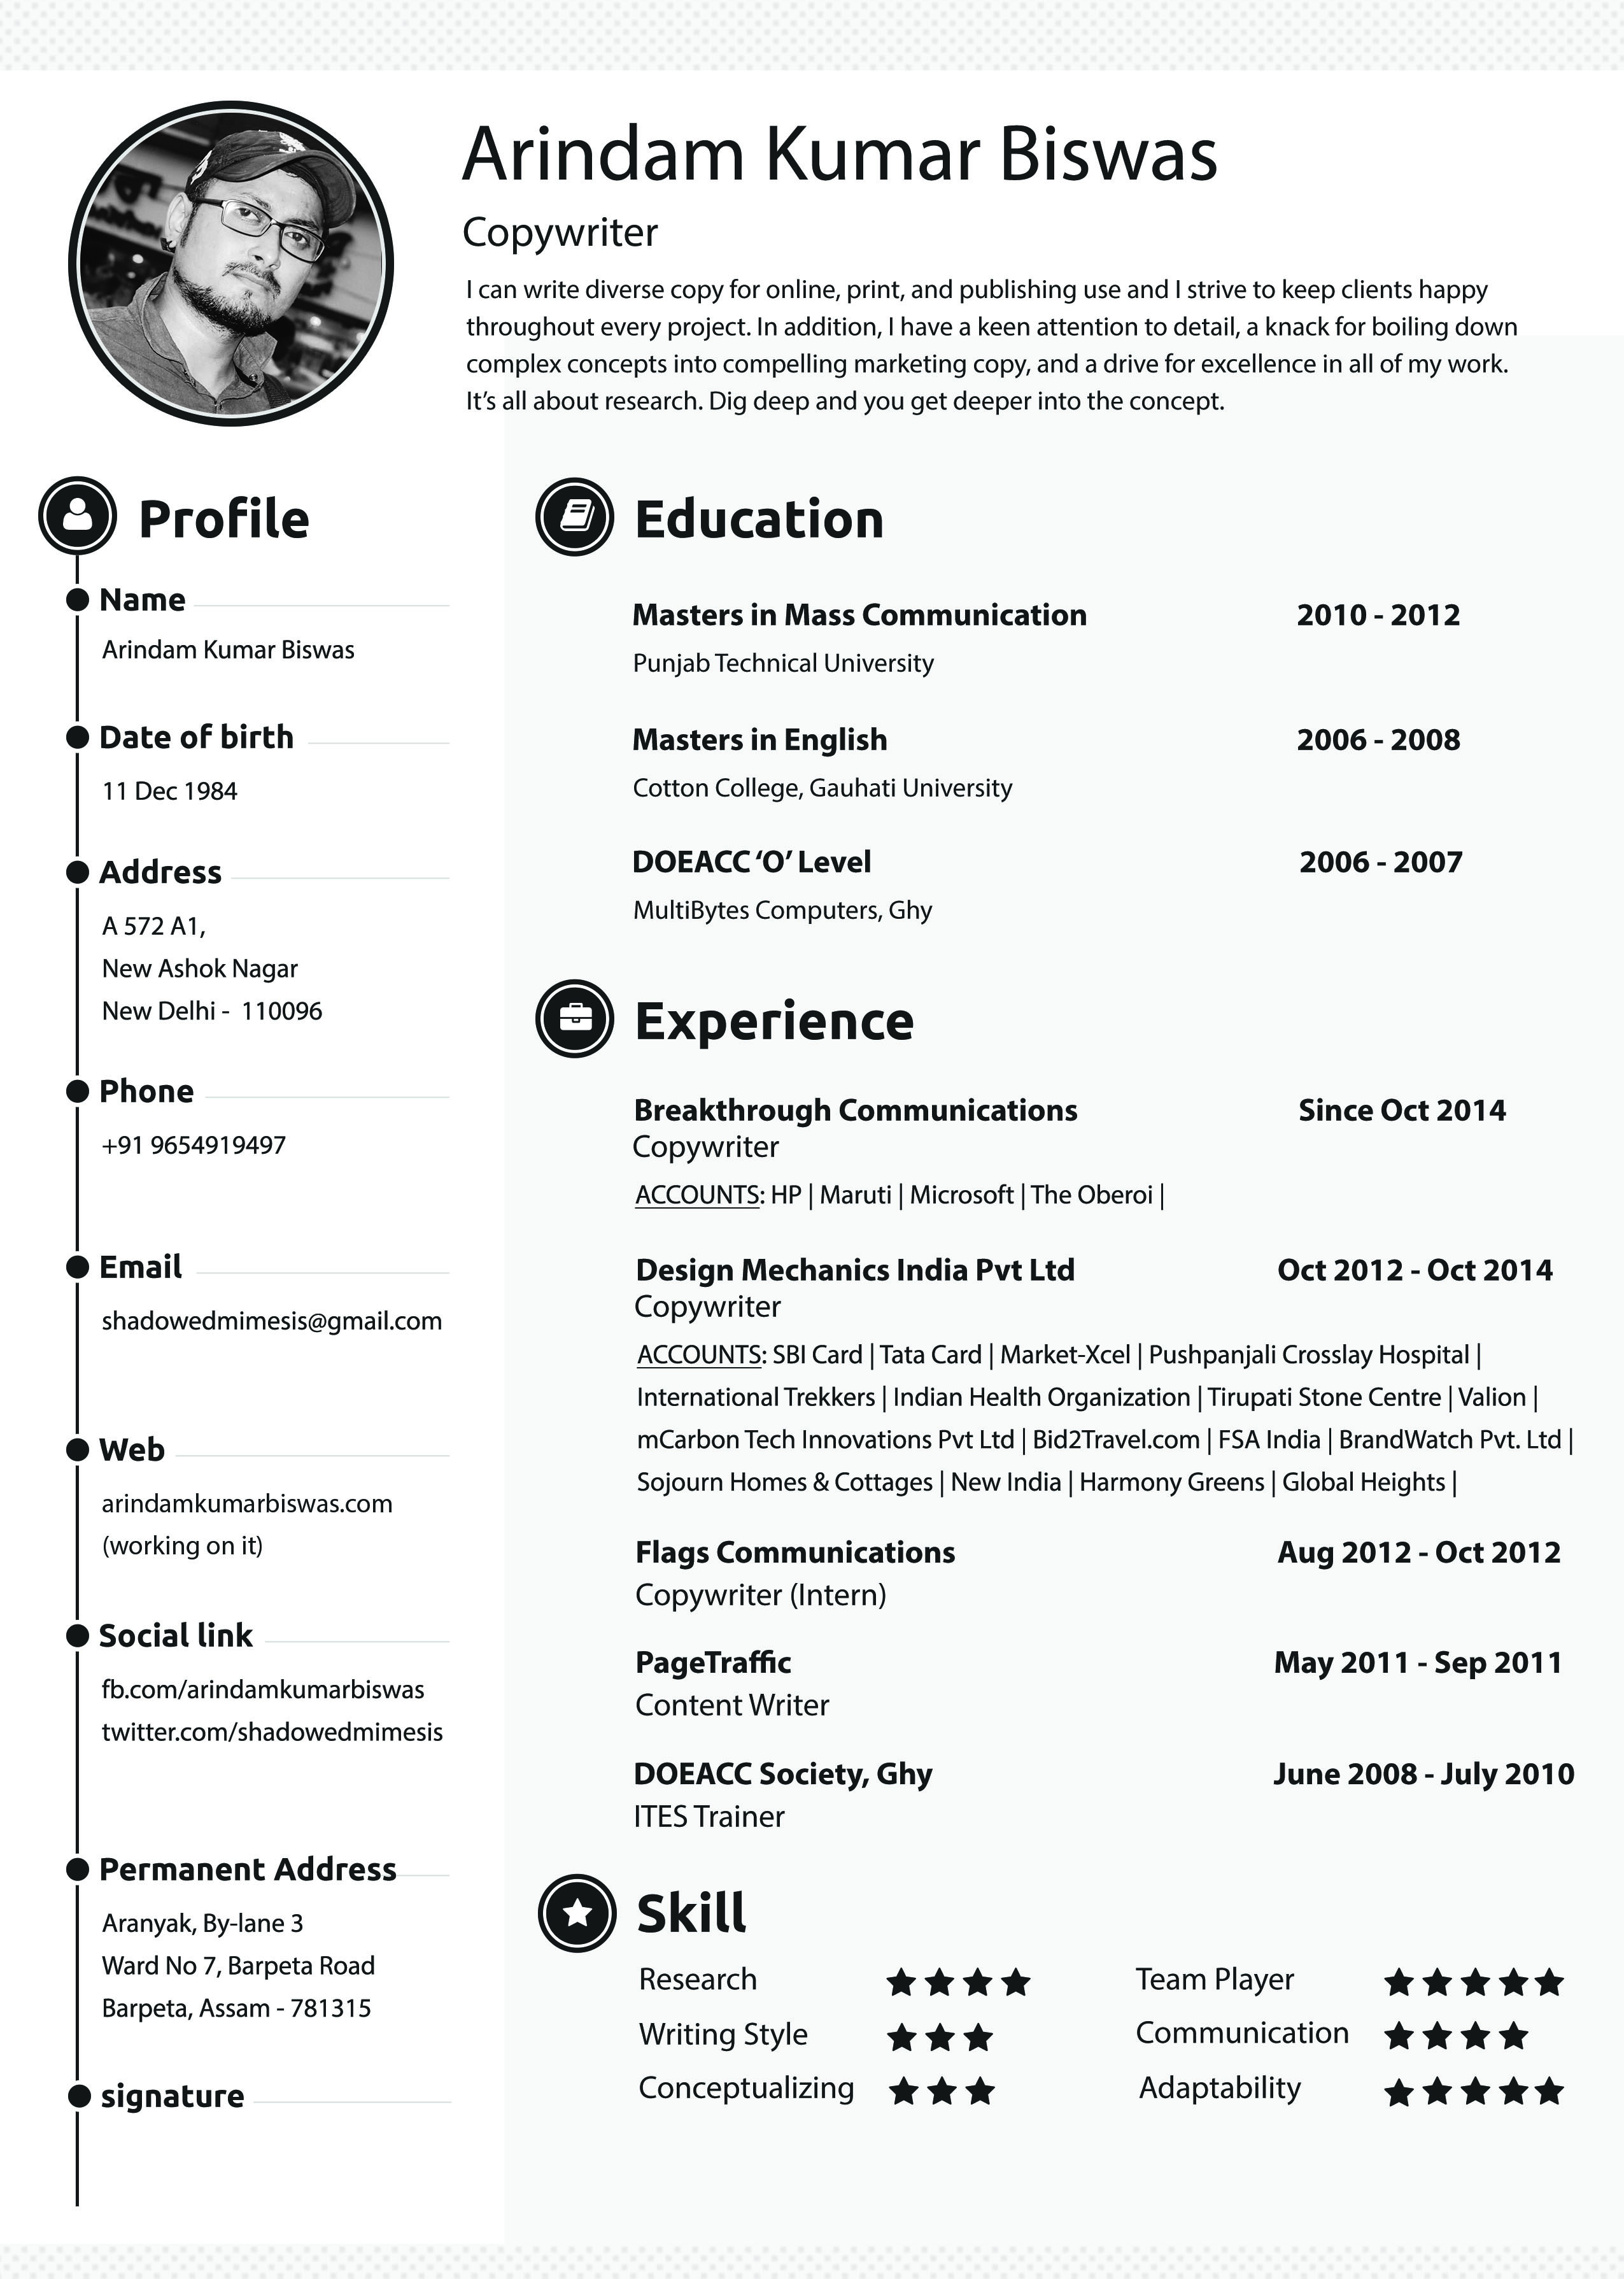 Arindam Kumar Biswas
Copywriter
I can write diverse copy for online, print, and publishing use and I strive to keep clients happy
throughout every project. In addition, I have a keen attention to detail, a knack for boiling down
complex concepts into compelling marketing copy, and a drive for excellence in all of my work.
It’s all about research. Dig deep and you get deeper into the concept.
Profile
Name
Arindam Kumar Biswas
Date of birth
11 Dec 1984
Address
A 572 A1,
New Ashok Nagar
New Delhi - 110096
Phone
+91 9654919497
Email
shadowedmimesis@gmail.com
Web
arindamkumarbiswas.com
(working on it)
Social link
fb.com/arindamkumarbiswas
twitter.com/shadowedmimesis
Permanent Address
Aranyak, By-lane 3
Ward No 7, Barpeta Road
Barpeta, Assam - 781315
signature
Education
Masters in Mass Communication 2010 - 2012
Punjab Technical University
Masters in English 2006 - 2008
Cotton College, Gauhati University
DOEACC ‘O’ Level 2006 - 2007
MultiBytes Computers, Ghy
Experience
Breakthrough Communications Since Oct 2014
Copywriter
ACCOUNTS: HP | Maruti | Microsoft | The Oberoi |
Design Mechanics India Pvt Ltd Oct 2012 - Oct 2014
Copywriter
ACCOUNTS: SBI Card | Tata Card | Market-Xcel | Pushpanjali Crosslay Hospital |
International Trekkers | Indian Health Organization | Tirupati Stone Centre | Valion |
mCarbon Tech Innovations Pvt Ltd | Bid2Travel.com | FSA India | BrandWatch Pvt. Ltd |
Sojourn Homes & Cottages | New India | Harmony Greens | Global Heights |
Flags Communications Aug 2012 - Oct 2012
Copywriter (Intern)
PageTraffic May 2011 - Sep 2011
Content Writer
DOEACC Society, Ghy June 2008 - July 2010
ITES Trainer
Skill
Research ★★★★ Team Player ★★★★★
Writing Style ★★★ Communication ★★★★
Conceptualizing ★★★ Adaptability ★★★★★